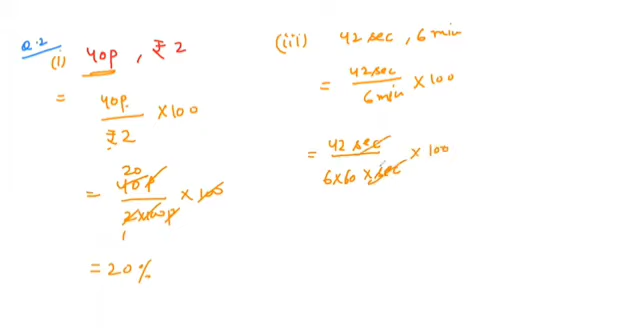 Q.2
(i) 40p , ₹ 2
= 40p. / ₹ 2 × 100
= 20 40p / 2×100p × 100
1
= 20 %
(iii) 42 sec , 6 min
= 42 sec / 6 min × 100
= 42 sec / 6×60 × sec × 100